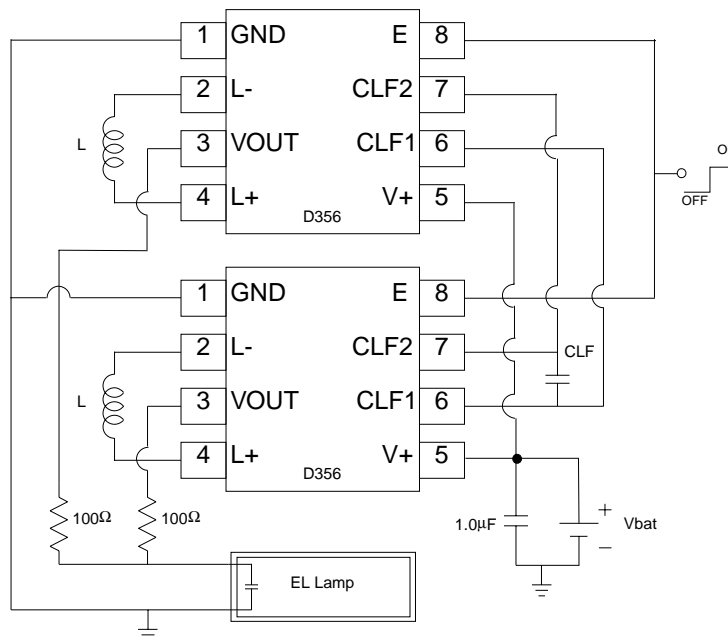 1 GND E 8
2 L- CLF2 7
L
3 VOUT CLF1 6
4 L+ V+ 5
D356
O
OFF
1 GND E 8
2 L- CLF2 7
CLF
L
3 VOUT CLF1 6
4 L+ V+ 5
D356
100Ω
100Ω
1.0µF
+
Vbat
–
EL Lamp